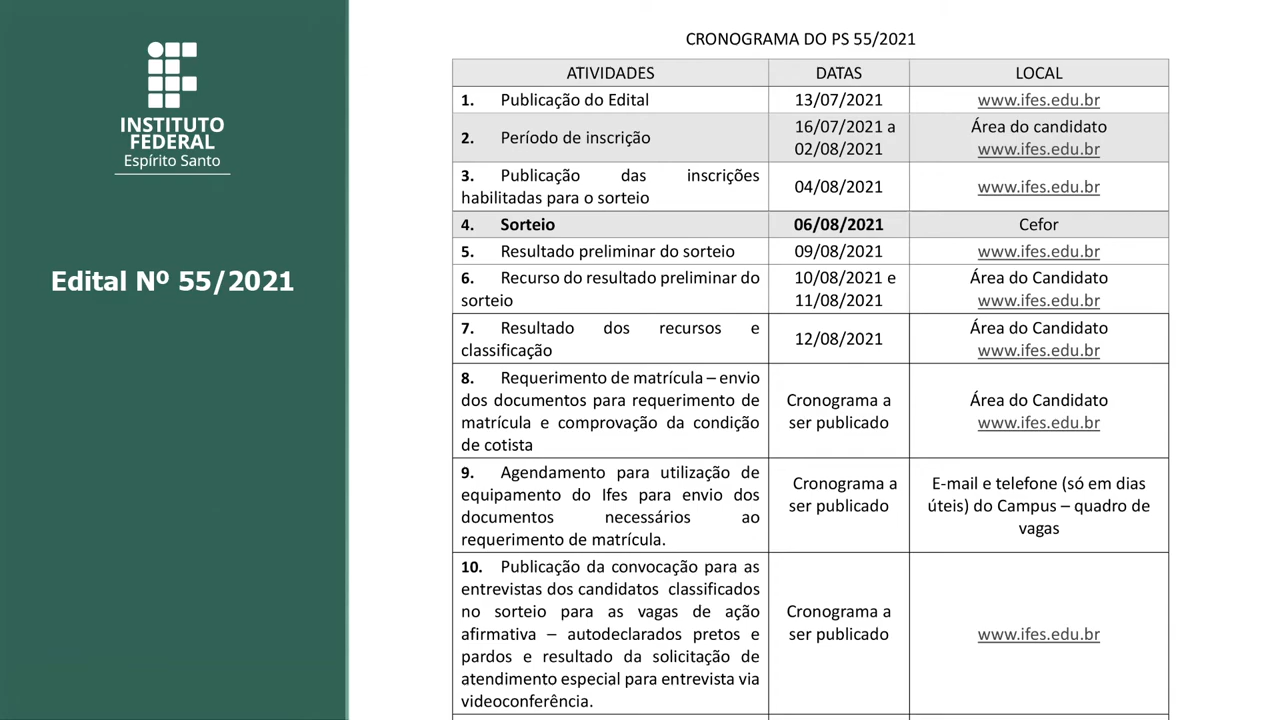 INSTITUTO
FEDERAL
Espírito Santo
Edital Nº 55/2021
CRONOGRAMA DO PS 55/2021
ATIVIDADES DATAS LOCAL
1. Publicação do Edital 13/07/2021 www.ifes.edu.br
2. Período de inscrição 16/07/2021 a
02/08/2021 Área do candidato
www.ifes.edu.br
3. Publicação das inscrições
habilitadas para o sorteio 04/08/2021 www.ifes.edu.br
4. Sorteio 06/08/2021 Cefor
5. Resultado preliminar do sorteio 09/08/2021 www.ifes.edu.br
6. Recurso do resultado preliminar do
sorteio 10/08/2021 e
11/08/2021 Área do Candidato
www.ifes.edu.br
7. Resultado dos recursos e
classificação 12/08/2021 Área do Candidato
www.ifes.edu.br
8. Requerimento de matrícula – envio
dos documentos para requerimento de
matrícula e comprovação da condição
de cotista
Cronograma a
ser publicado
Área do Candidato
www.ifes.edu.br
9. Agendamento para utilização de
equipamento do Ifes para envio dos
documentos necessários ao
requerimento de matrícula.
Cronograma a
ser publicado
E-mail e telefone (só em dias
úteis) do Campus – quadro de
vagas
10. Publicação da convocação para as
entrevistas dos candidatos classificados
no sorteio para as vagas de ação
afirmativa – autodeclarados pretos e
pardos e resultado da solicitação de
atendimento especial para entrevista via
videoconferência.
Cronograma a
ser publicado
www.ifes.edu.br